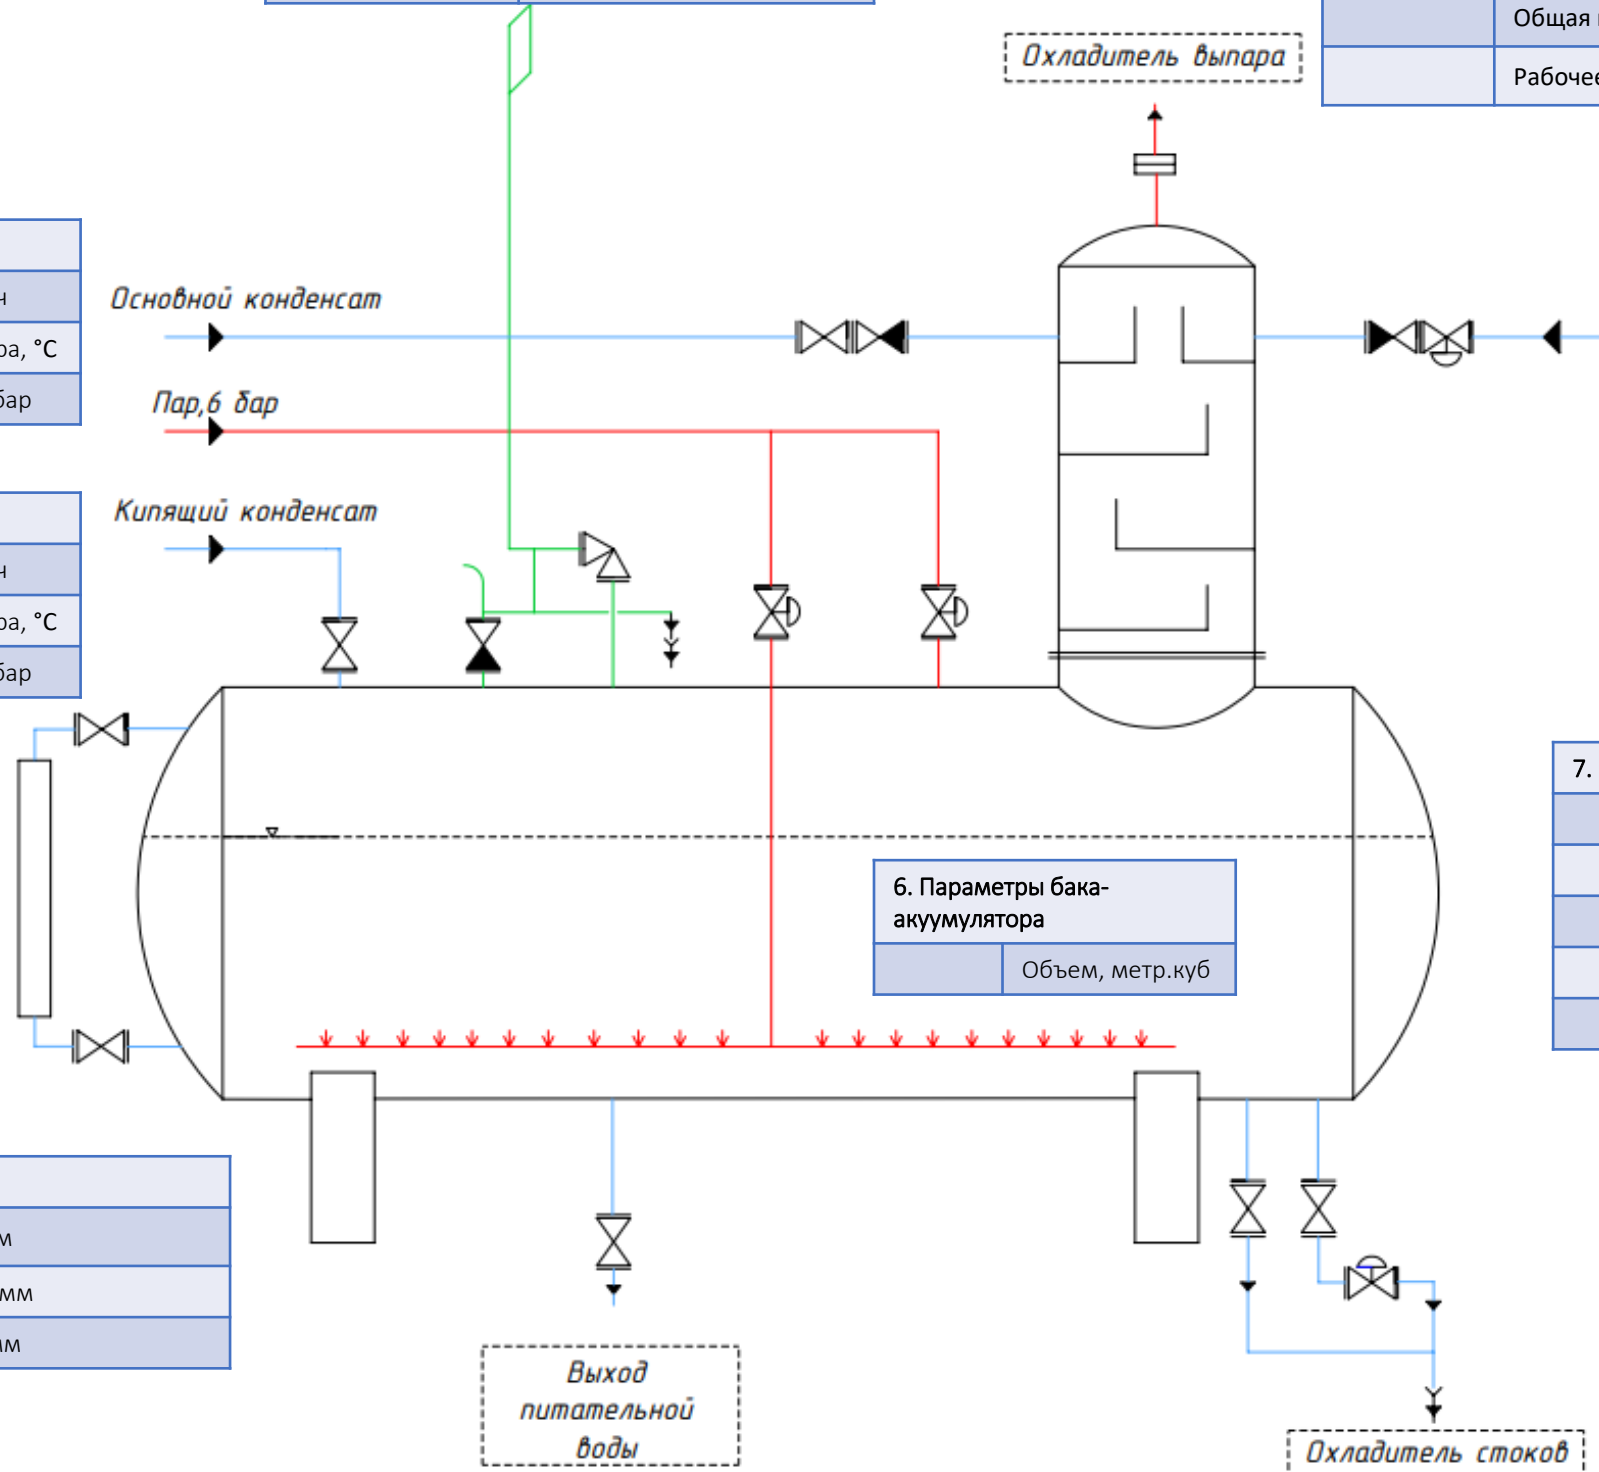 Общая
Рабочее
Охладитель выпара
ч
ра, °C
бар
Основной конденсат
Пар,6 бар
Кипящий конденсат
ч
ра, °C
бар
7.
6. Параметры бака-
акуумулятора
Объем, метр.куб
м
мм
мм
Выход
питательной
воды
Охладитель стоков